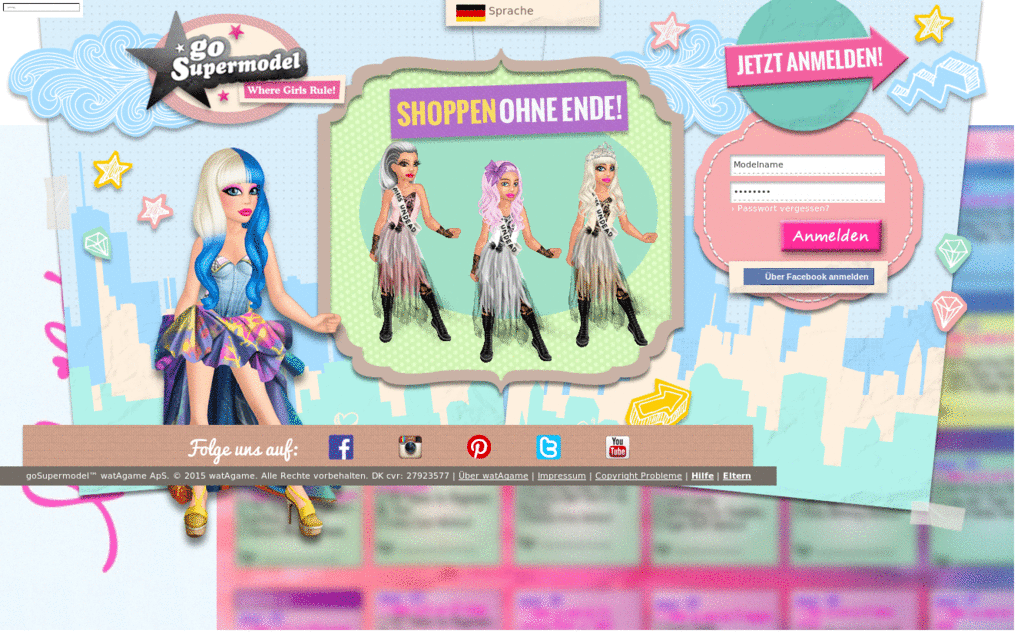 Sprache
go
Supermodel
Where Girls Rule!
JETZT ANMELDEN!
SHOPPEN OHNE ENDE!
Modelname
••••••••
› Passwort vergessen?
Anmelden
Über Facebook anmelden
Folge uns auf:
You
Tube
goSupermodel™ watAgame ApS. © 2015 watAgame. Alle Rechte vorbehalten. DK cvr: 27923577 | Über watAgame | Impressum | Copyright Probleme | Hilfe | Eltern